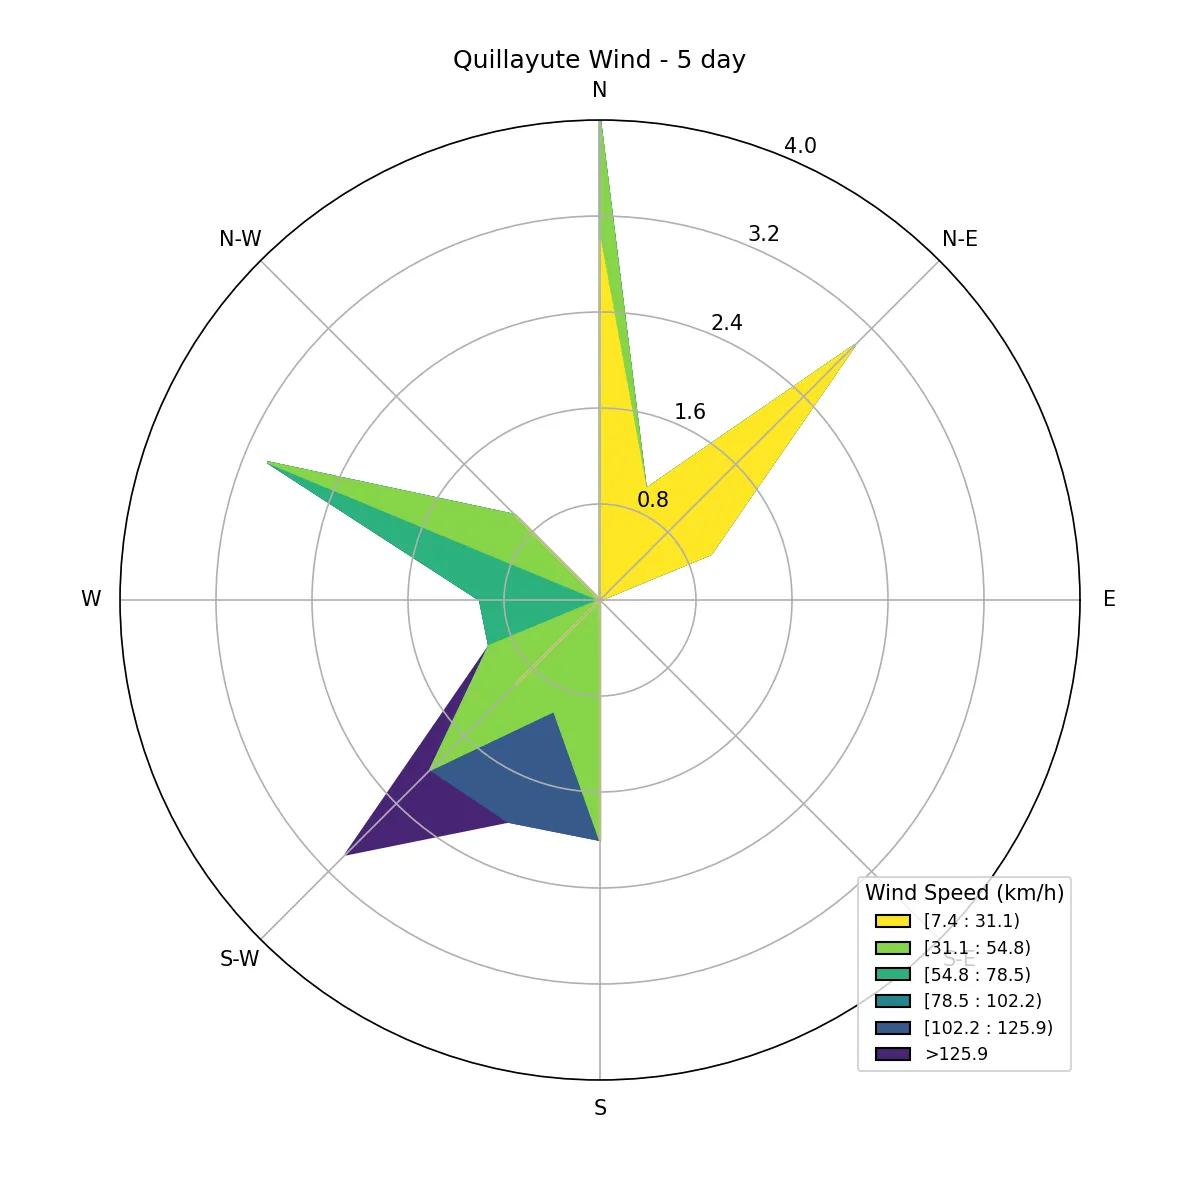 Quillayute Wind - 5 day
N
4.0
N-W
3.2
N-E
2.4
1.6
0.8
W
E
S-W
S-E
S
Wind Speed (km/h)
[7.4 : 31.1)
[31.1 : 54.8)
[54.8 : 78.5)
[78.5 : 102.2)
[102.2 : 125.9)
>125.9